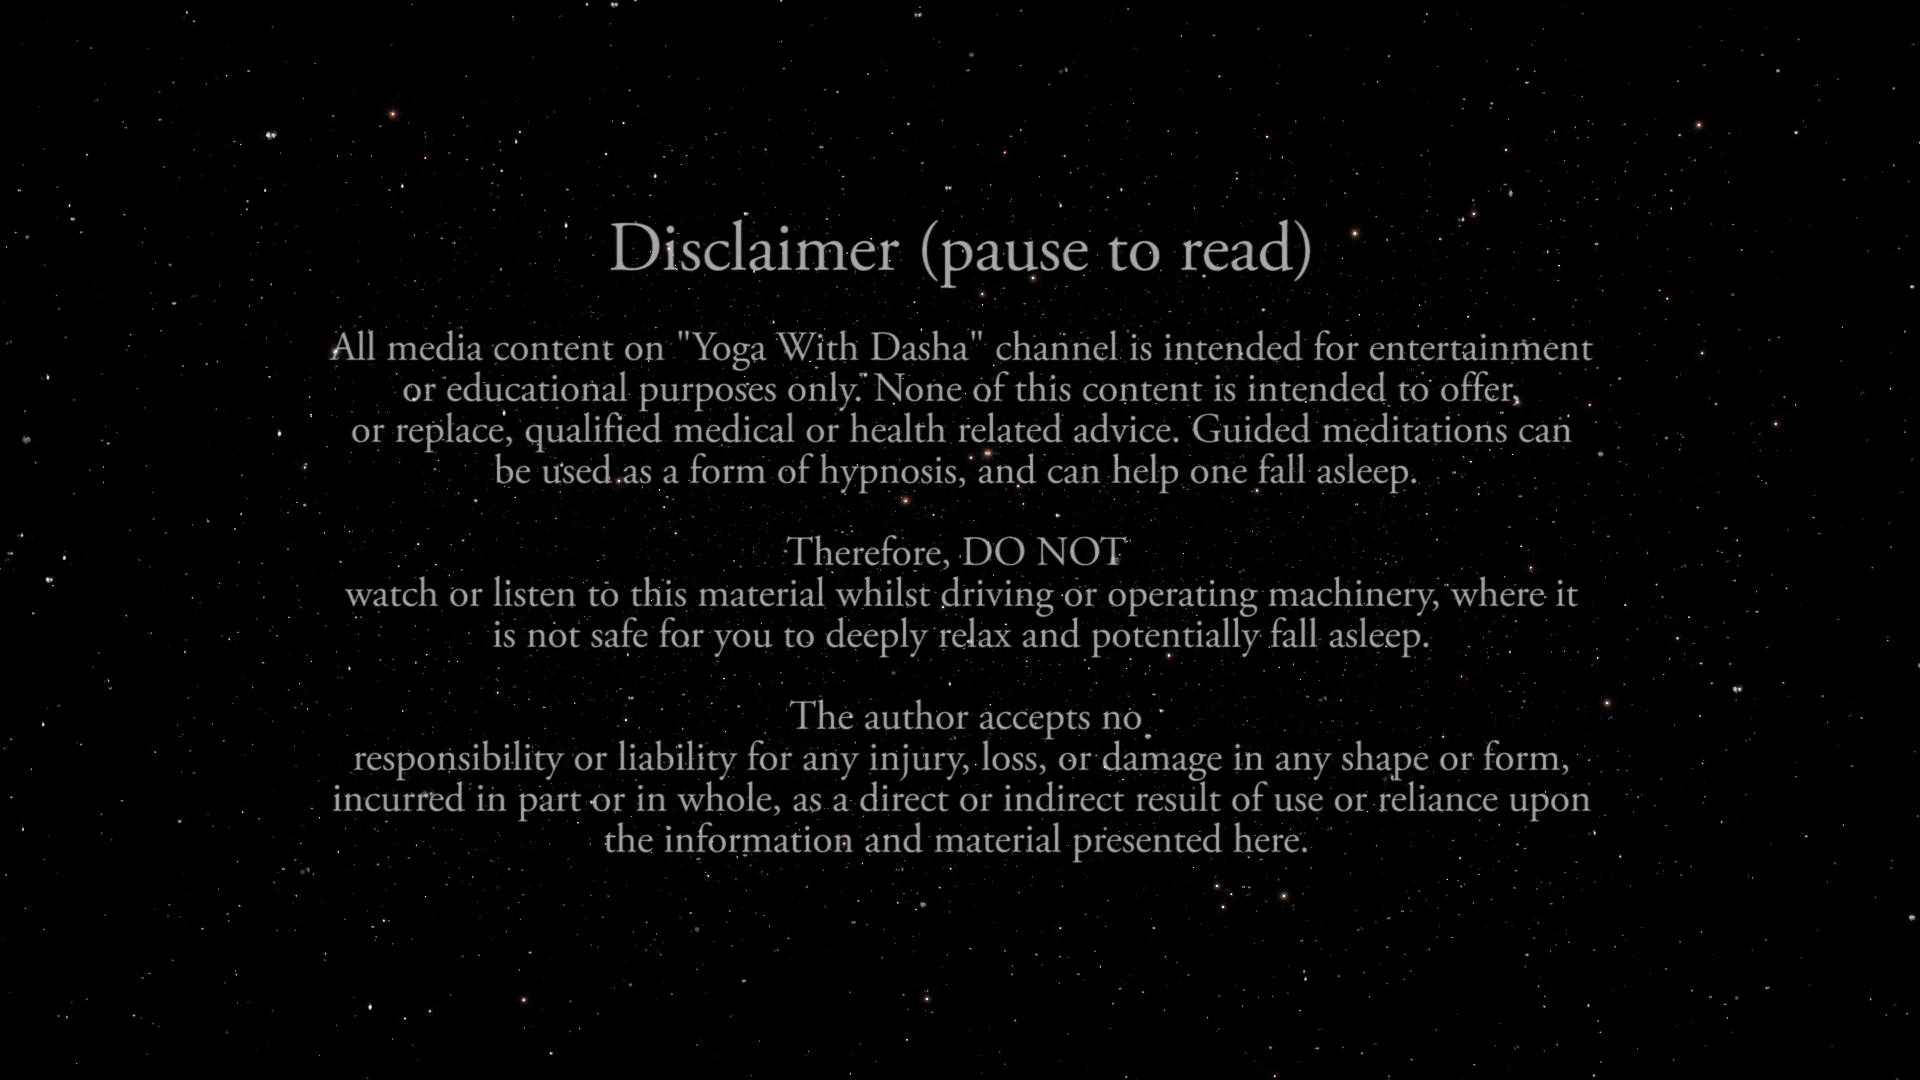 Disclaimer (pause to read)
All media content on "Yoga With Dasha" channel is intended for entertainment
or educational purposes only. None of this content is intended to offer,
or replace, qualified medical or health related advice. Guided meditations can
be used as a form of hypnosis, and can help one fall asleep.
Therefore, DO NOT
watch or listen to this material whilst driving or operating machinery, where it
is not safe for you to deeply relax and potentially fall asleep.
The author accepts no
responsibility or liability for any injury, loss, or damage in any shape or form,
incurred in part or in whole, as a direct or indirect result of use or reliance upon
the information and material presented here.